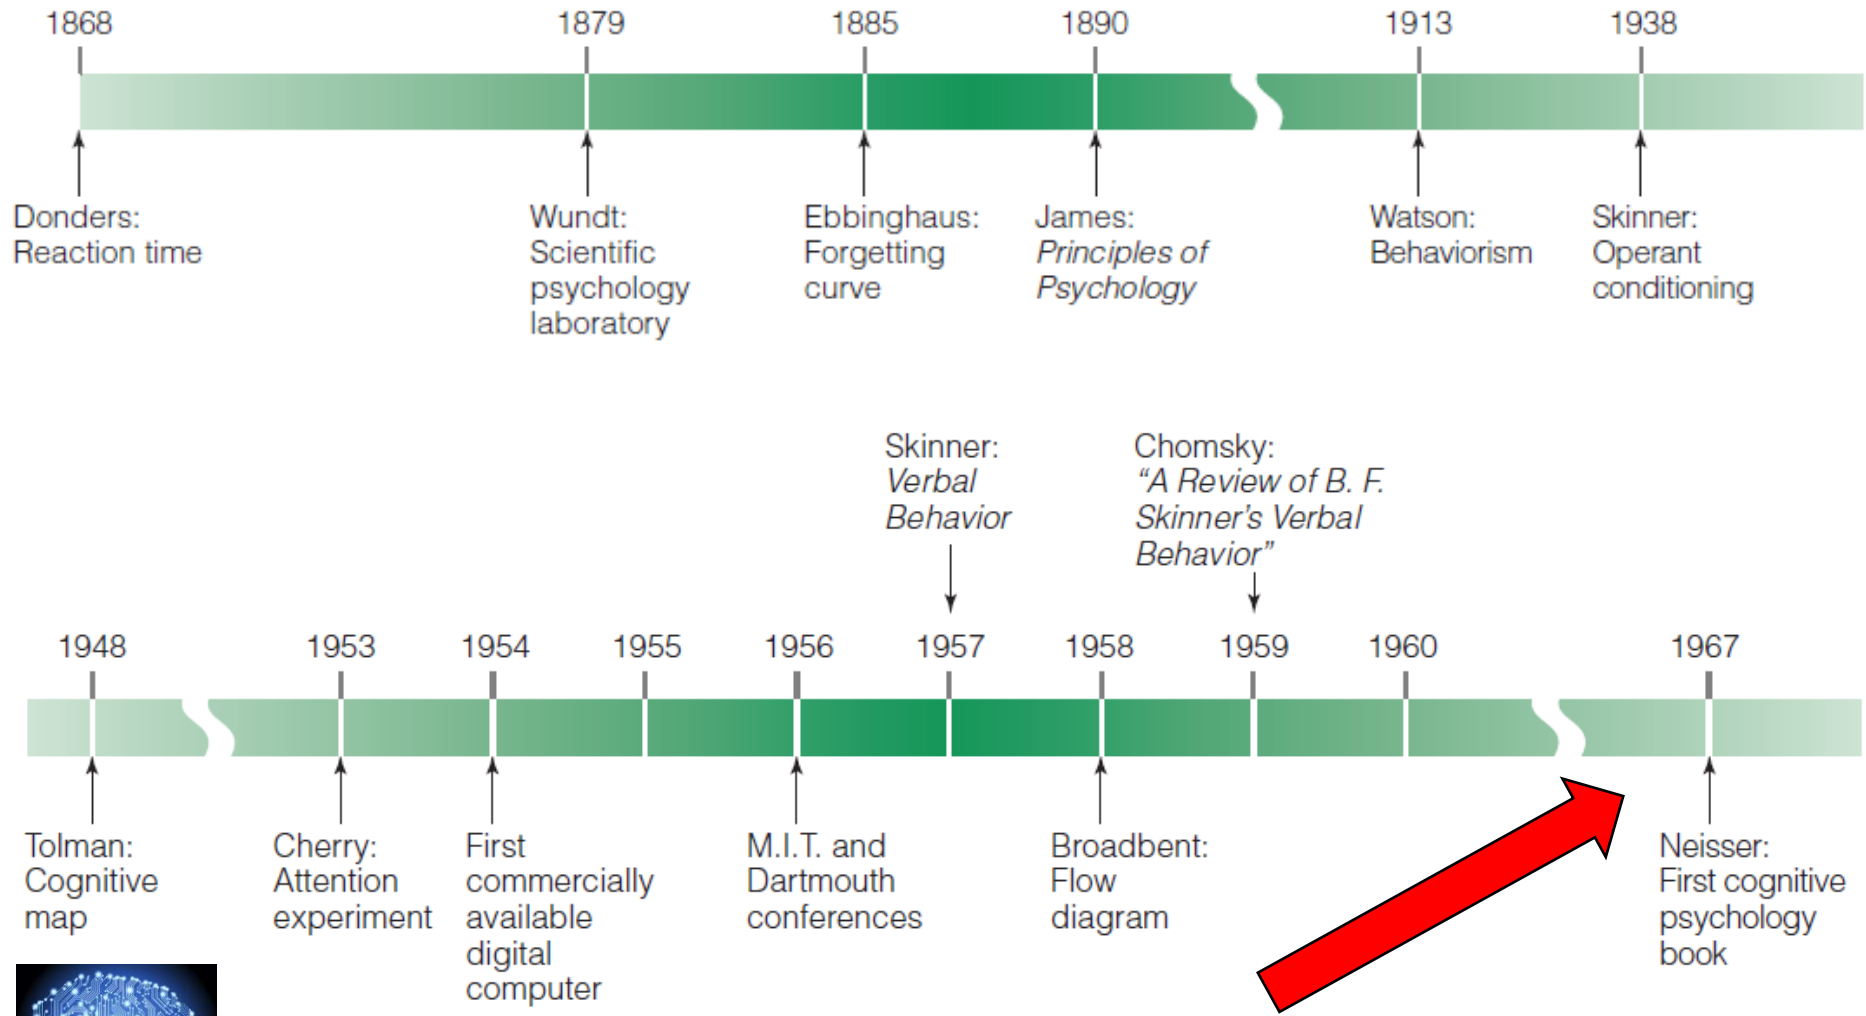 1868
1879
1885
1890
1913
1938
Donders:
Reaction time
Wundt:
Scientific
psychology
laboratory
Ebbinghaus:
Forgetting
curve
James:
Principles of
Psychology
Watson:
Behaviorism
Skinner:
Operant
conditioning
Skinner:
Verbal
Behavior
Chomsky:
“A Review of B. F.
Skinner’s Verbal
Behavior”
1948
1953
1954
1955
1956
1957
1958
1959
1960
1967
Tolman:
Cognitive
map
Cherry:
Attention
experiment
First
commercially
available
digital
computer
M.I.T. and
Dartmouth
conferences
Broadbent:
Flow
diagram
Neisser:
First cognitive
psychology
book